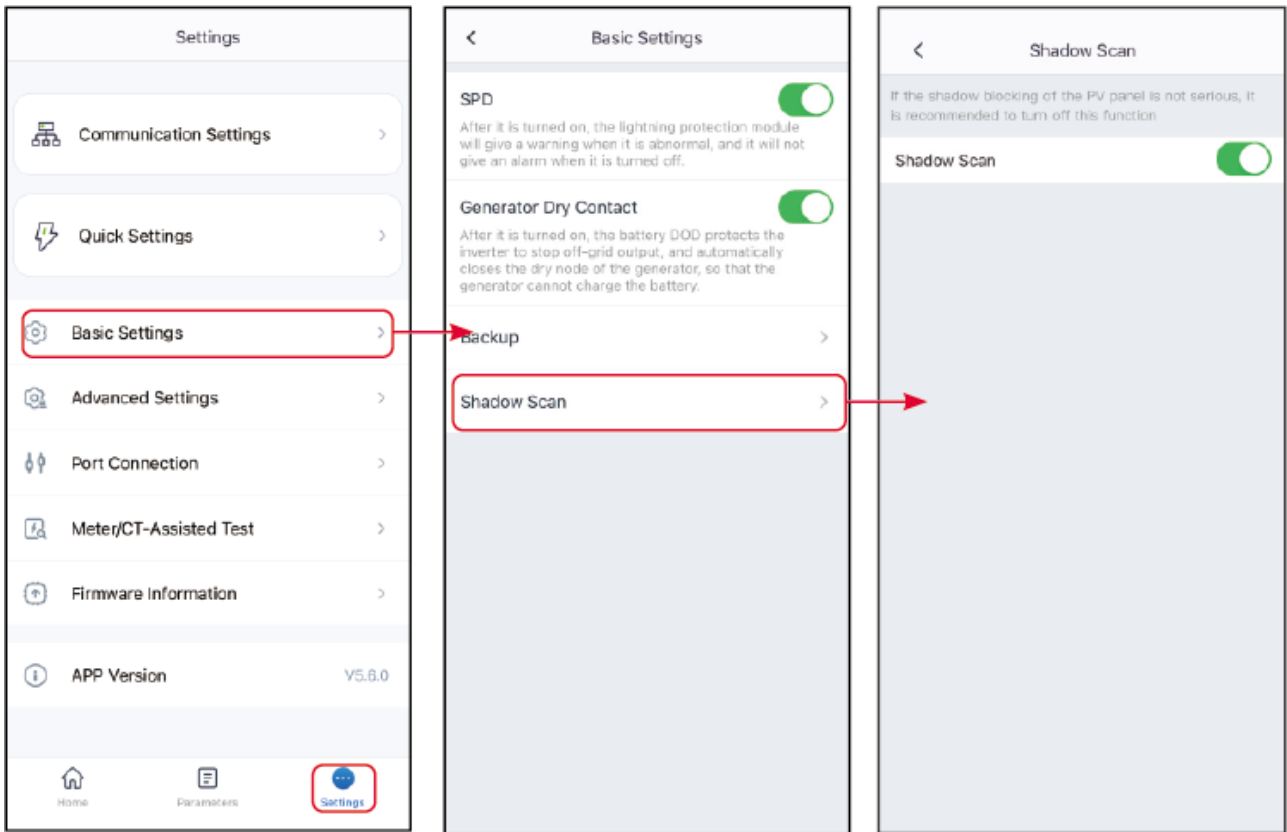 Settings
Communication Settings
Quick Settings
Basic Settings
Advanced Settings
Port Connection
Meter/CT-Assisted Test
Firmware Information
APP Version V5.6.0
Home Parameters Settings
Basic Settings
SPD
After it is turned on, the lightning protection module
will give a warning when it is abnormal, and it will not
give an alarm when it is turned off.
Generator Dry Contact
After it is turned on, the battery DOD protects the
inverter to stop off-grid output, and automatically
closes the dry node of the generator, so that the
generator cannot charge the battery.
Backup
Shadow Scan
Shadow Scan
If the shadow blocking of the PV panel is not serious, it
is recommended to turn off this function
Shadow Scan